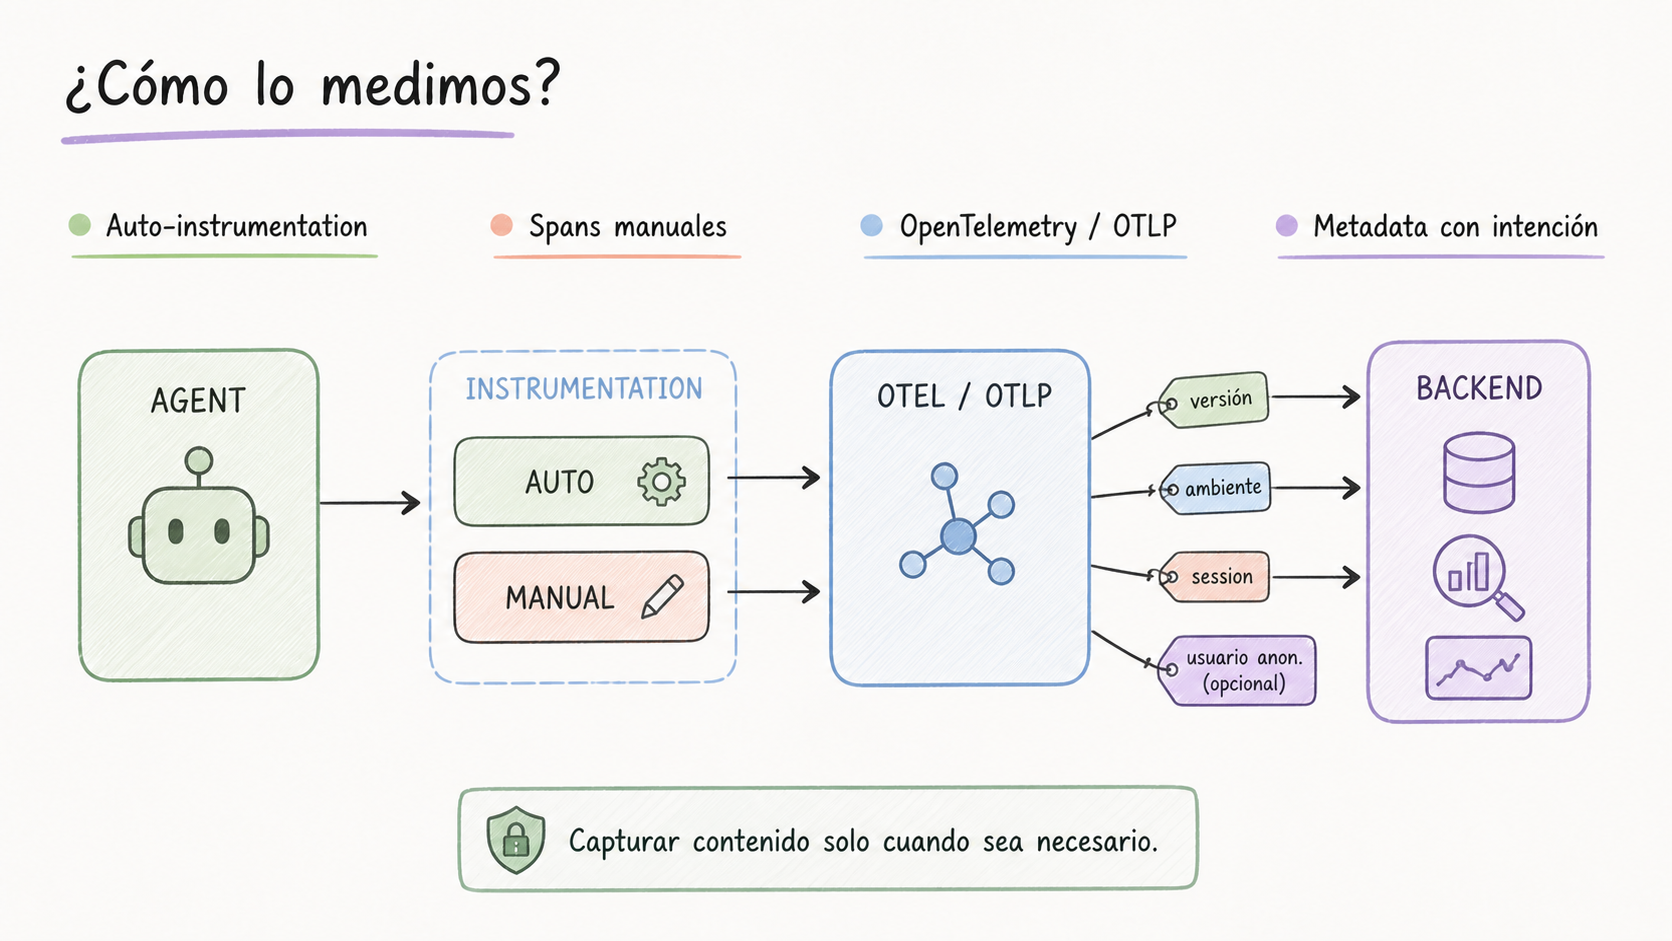 ¿Cómo lo medimos?
Auto-instrumentation
Spans manuales
OpenTelemetry / OTLP
Metadata con intención
AGENT
INSTRUMENTATION
AUTO
MANUAL
OTEL / OTLP
versión
ambiente
session
usuario anon.
(opcional)
BACKEND
Capturar contenido solo cuando sea necesario.